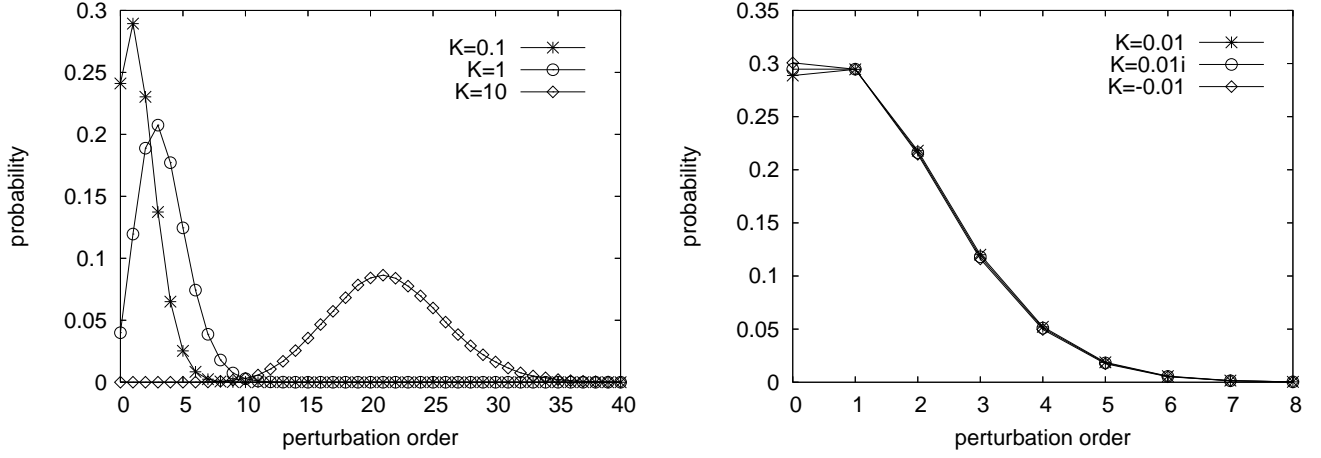 0.3
0.25
0.2
0.15
0.1
0.05
0
0 5 10 15 20 25 30 35 40
probability
perturbation order
K=0.1
K=1
K=10
0.35
0.3
0.25
0.2
0.15
0.1
0.05
0
0 1 2 3 4 5 6 7 8
probability
perturbation order
K=0.01
K=0.01i
K=-0.01